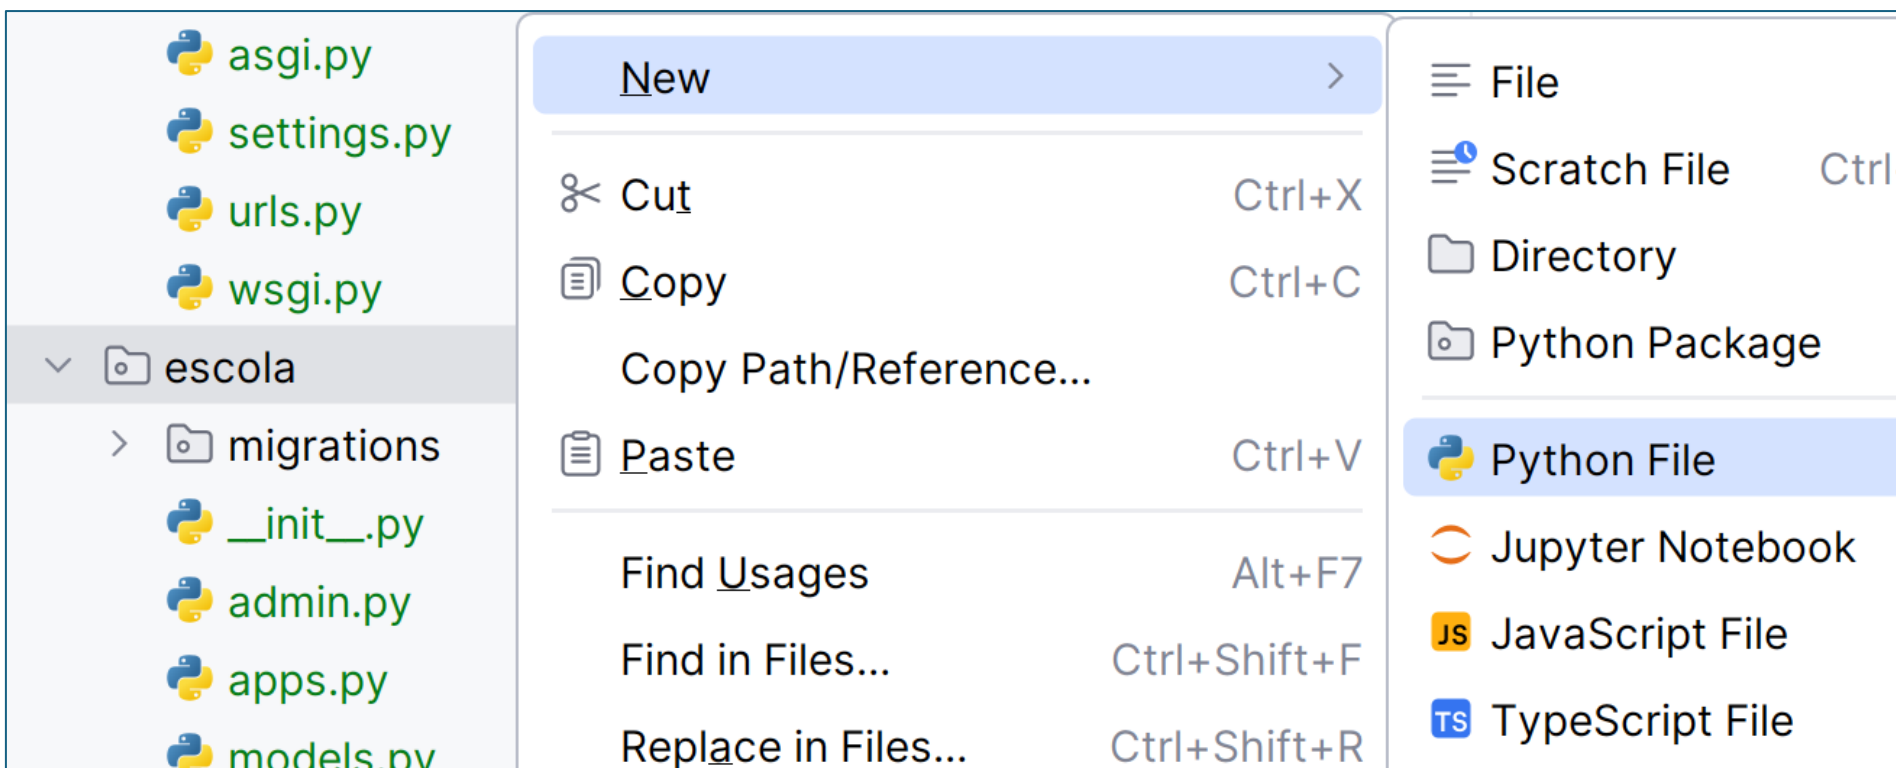 asgi.py
settings.py
urls.py
wsgi.py
escola
migrations
__init__.py
admin.py
apps.py
models.py
New
Cut Ctrl+X
Copy Ctrl+C
Copy Path/Reference...
Paste Ctrl+V
Find Usages Alt+F7
Find in Files... Ctrl+Shift+F
Replace in Files... Ctrl+Shift+R
File
Scratch File Ctrl
Directory
Python Package
Python File
Jupyter Notebook
JS JavaScript File
TS TypeScript File